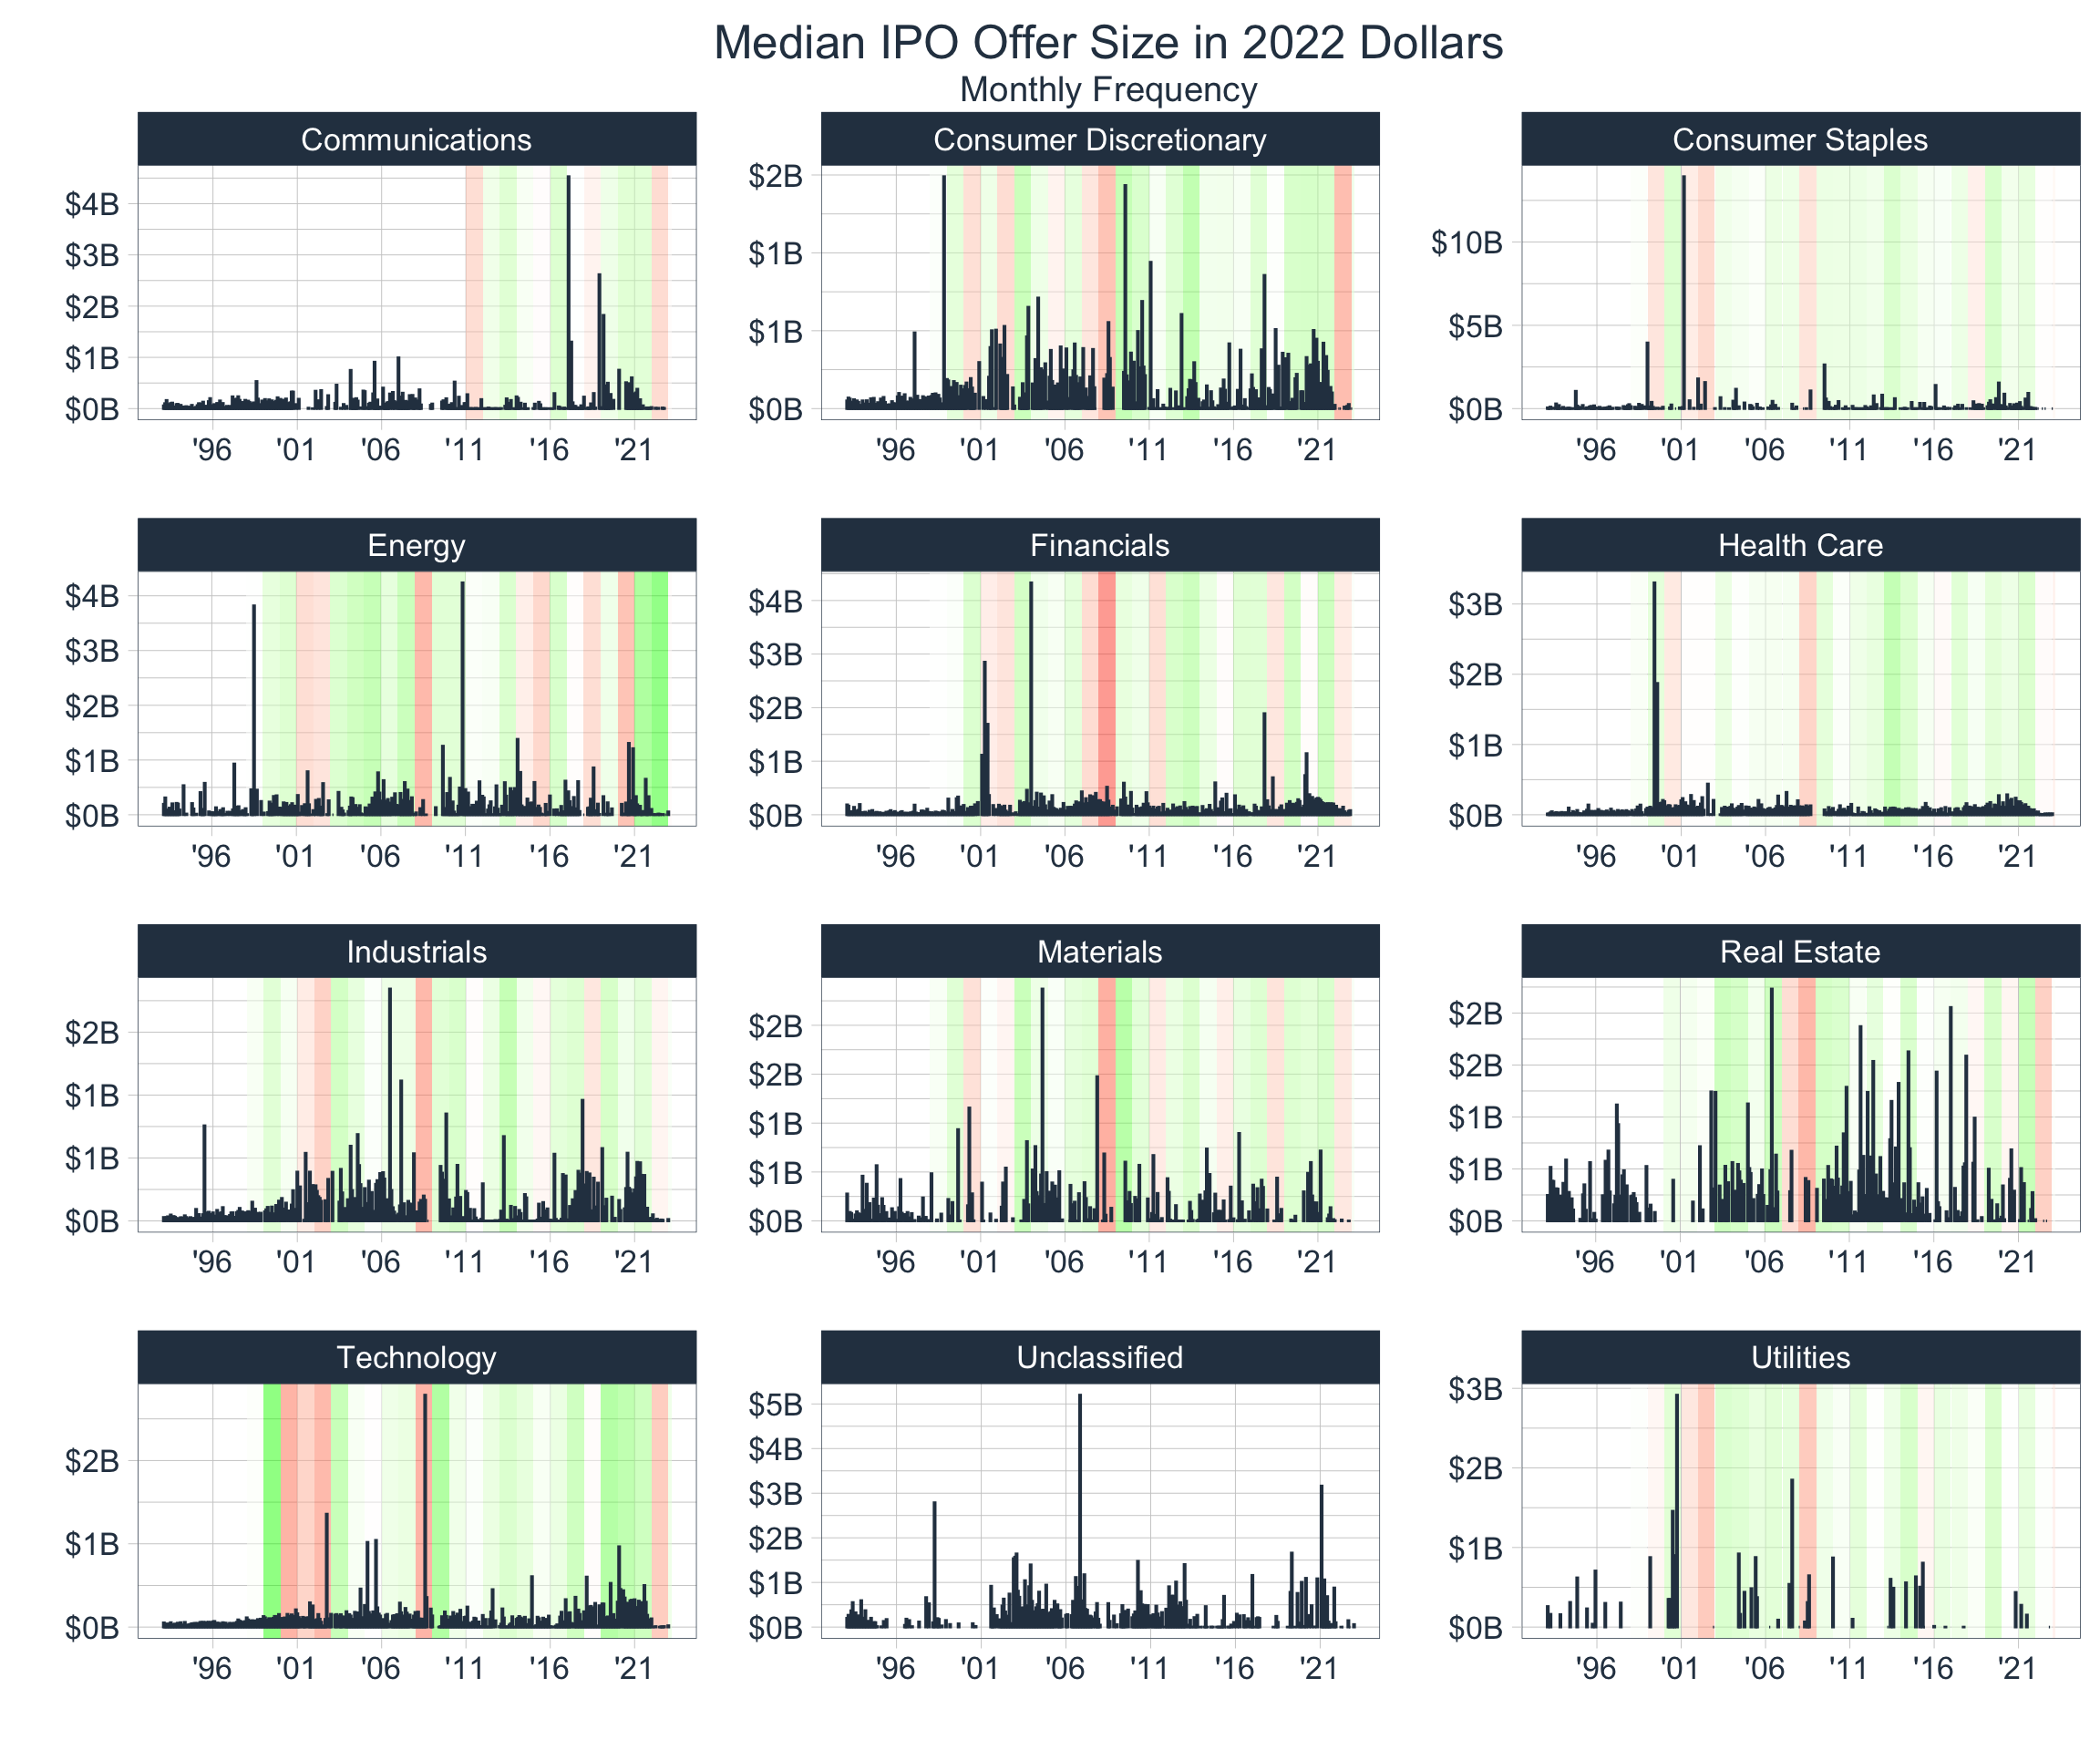 Median IPO Offer Size in 2022 Dollars
Monthly Frequency
Communications
$4B
$3B
$2B
$1B
$0B
'96 '01 '06 '11 '16 '21
Consumer Discretionary
$2B
$1B
$1B
$0B
'96 '01 '06 '11 '16 '21
Consumer Staples
$10B
$5B
$0B
'96 '01 '06 '11 '16 '21
Energy
$4B
$3B
$2B
$1B
$0B
'96 '01 '06 '11 '16 '21
Financials
$4B
$3B
$2B
$1B
$0B
'96 '01 '06 '11 '16 '21
Health Care
$3B
$2B
$1B
$0B
'96 '01 '06 '11 '16 '21
Industrials
$2B
$1B
$1B
$0B
'96 '01 '06 '11 '16 '21
Materials
$2B
$2B
$1B
$1B
$0B
'96 '01 '06 '11 '16 '21
Real Estate
$2B
$2B
$1B
$1B
$0B
'96 '01 '06 '11 '16 '21
Technology
$2B
$1B
$0B
'96 '01 '06 '11 '16 '21
Unclassified
$5B
$4B
$3B
$2B
$1B
$0B
'96 '01 '06 '11 '16 '21
Utilities
$3B
$2B
$1B
$0B
'96 '01 '06 '11 '16 '21